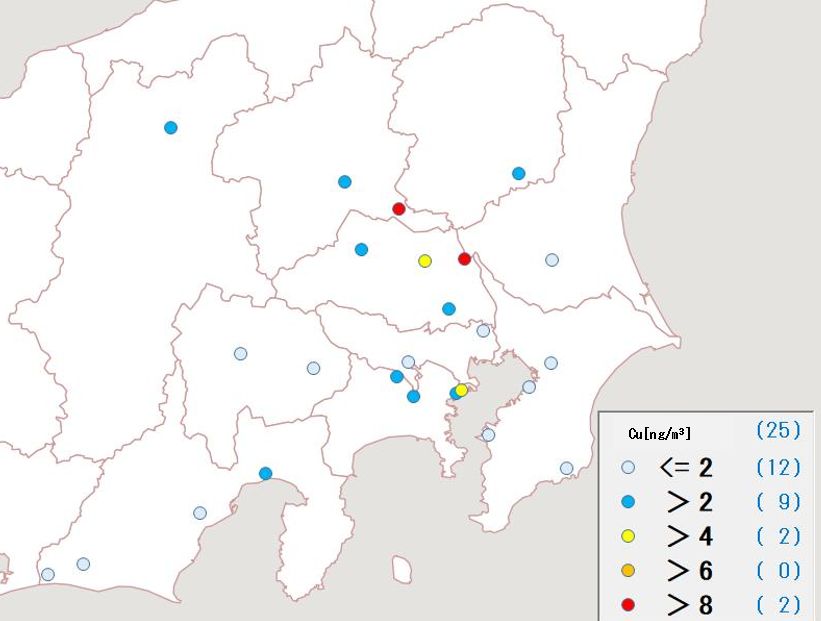 Cu[ng/m³] (25)
<= 2 (12)
> 2 ( 9)
> 4 ( 2)
> 6 ( 0)
> 8 ( 2)